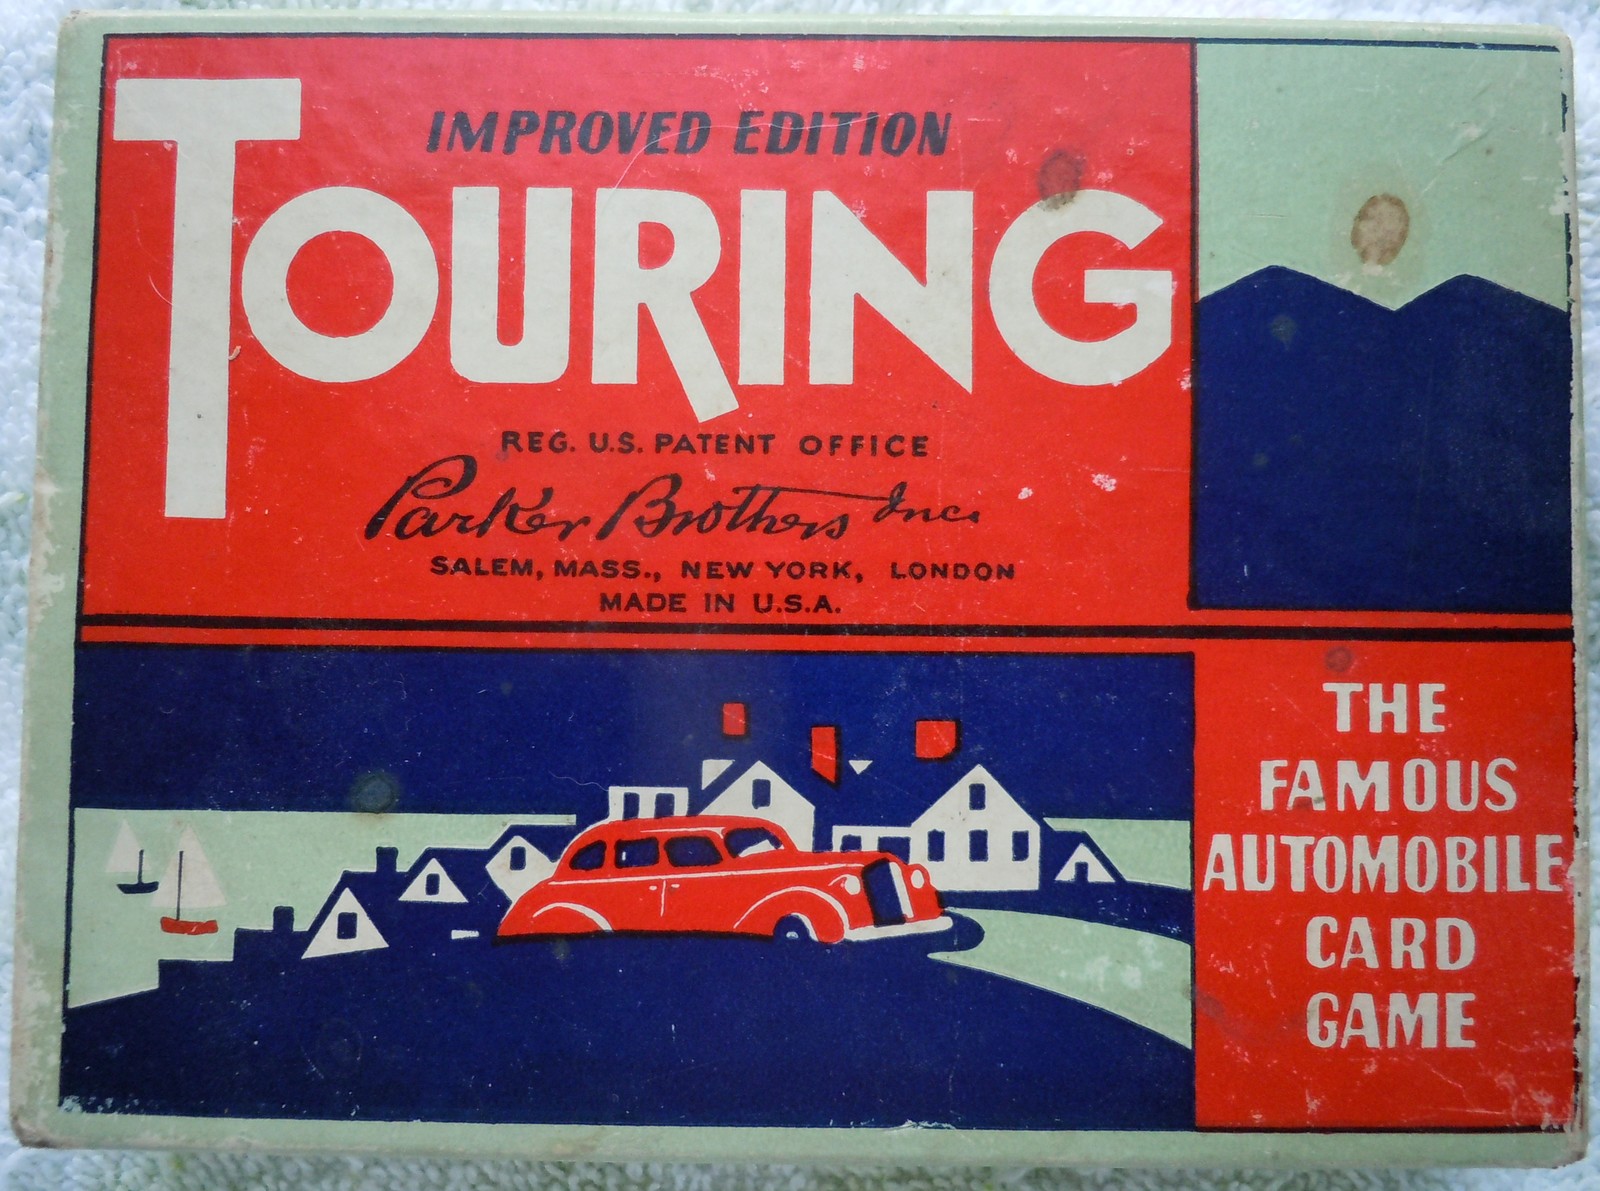 IMPROVED EDITION
TOURING
REG. U.S. PATENT OFFICE
Parker Brothers Inc.
SALEM, MASS., NEW YORK, LONDON
MADE IN U.S.A.
THE
FAMOUS
AUTOMOBILE
CARD
GAME